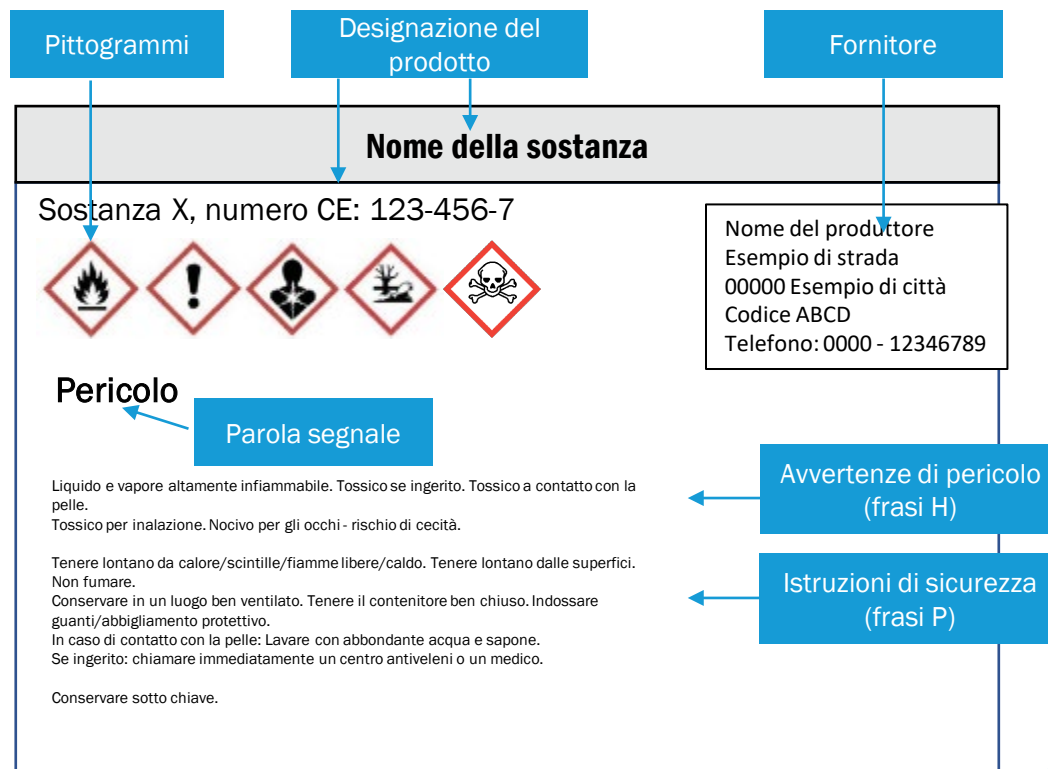 Pittogrammi
Designazione del
prodotto
Fornitore
Nome della sostanza
Sostanza X, numero CE: 123-456-7
Nome del produttore
Esempio di strada
00000 Esempio di città
Codice ABCD
Telefono: 0000 - 12346789
Pericolo
Parola segnale
Liquido e vapore altamente infiammabile. Tossico se ingerito. Tossico a contatto con la
pelle.
Tossico per inalazione. Nocivo per gli occhi - rischio di cecità.
Avvertenze di pericolo
(frasi H)
Tenere lontano da calore/scintille/fiamme libere/caldo. Tenere lontano dalle superfici.
Non fumare.
Conservare in un luogo ben ventilato. Tenere il contenitore ben chiuso. Indossare
guanti/abbigliamento protettivo.
In caso di contatto con la pelle: Lavare con abbondante acqua e sapone.
Se ingerito: chiamare immediatamente un centro antiveleni o un medico.
Istruzioni di sicurezza
(frasi P)
Conservare sotto chiave.